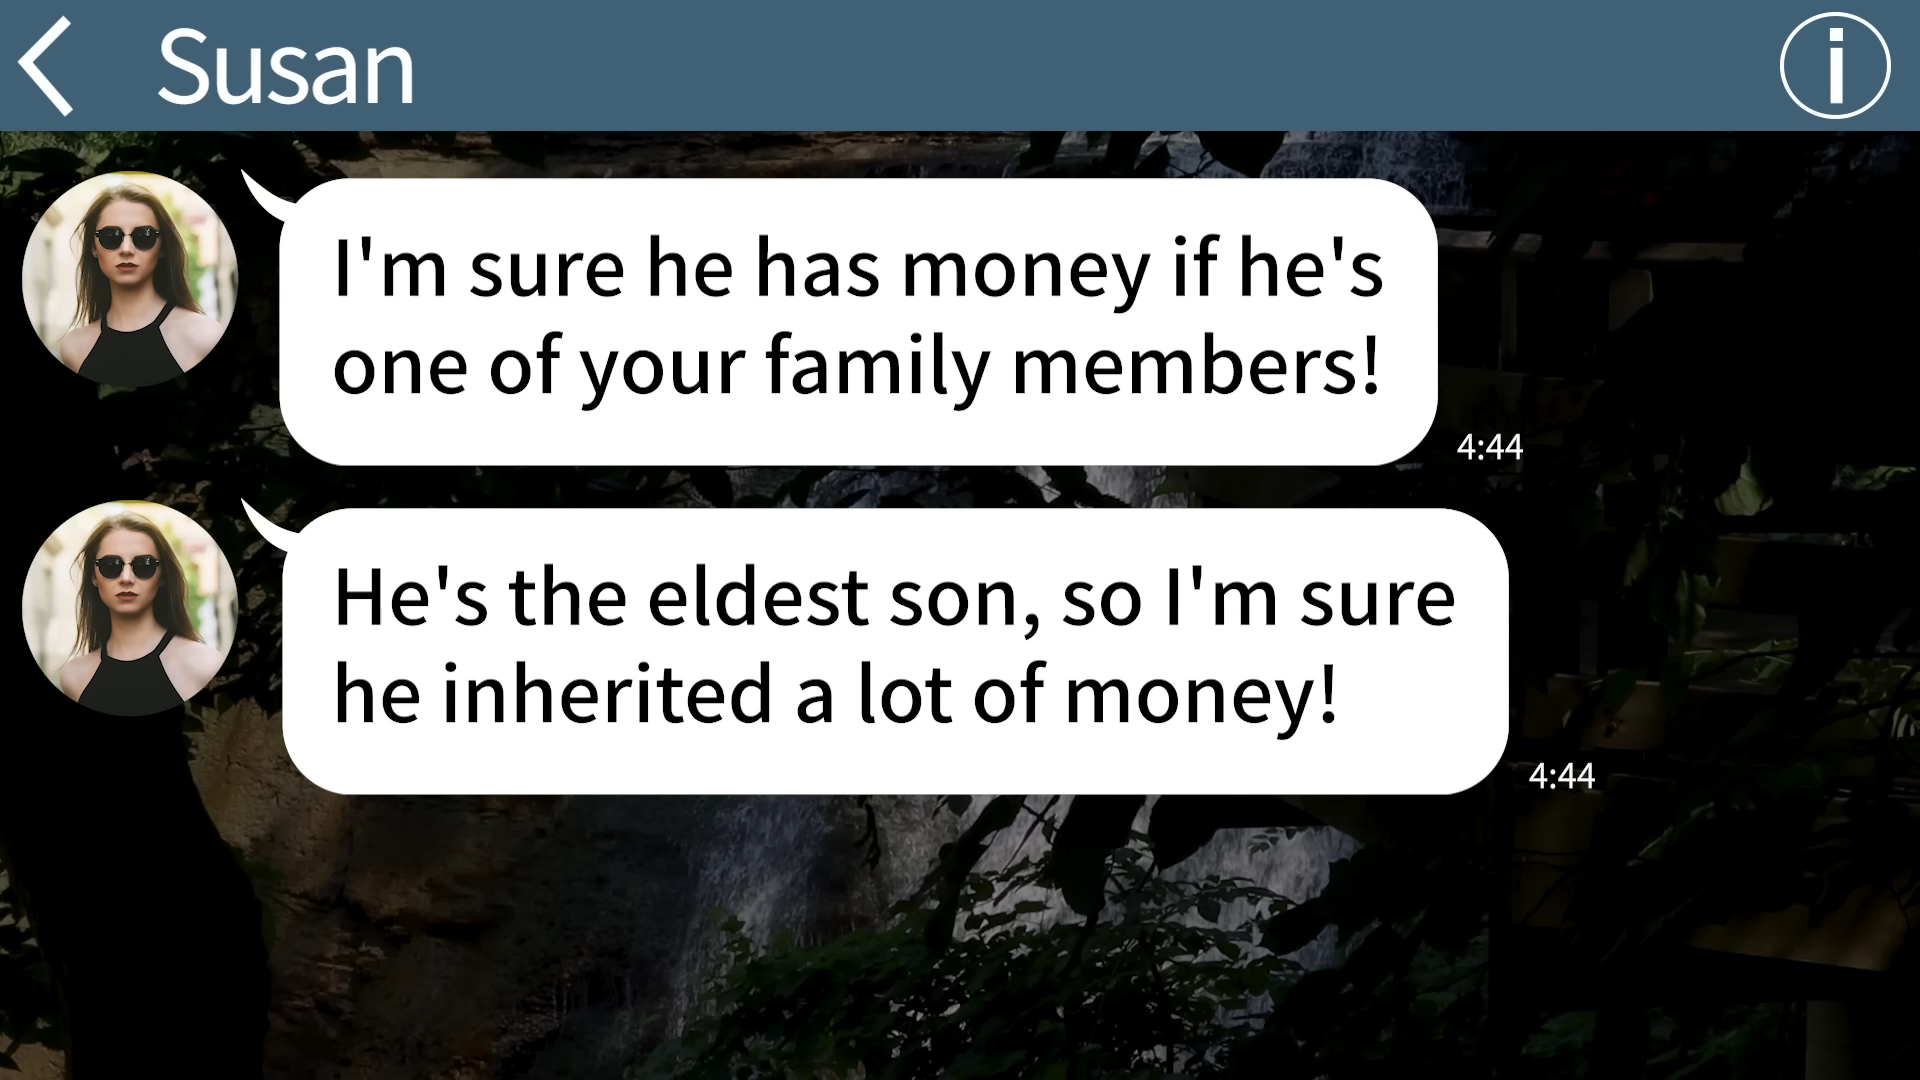 Susan
I'm sure he has money if he's
one of your family members!
4:44
He's the eldest son, so I'm sure
he inherited a lot of money!
4:44